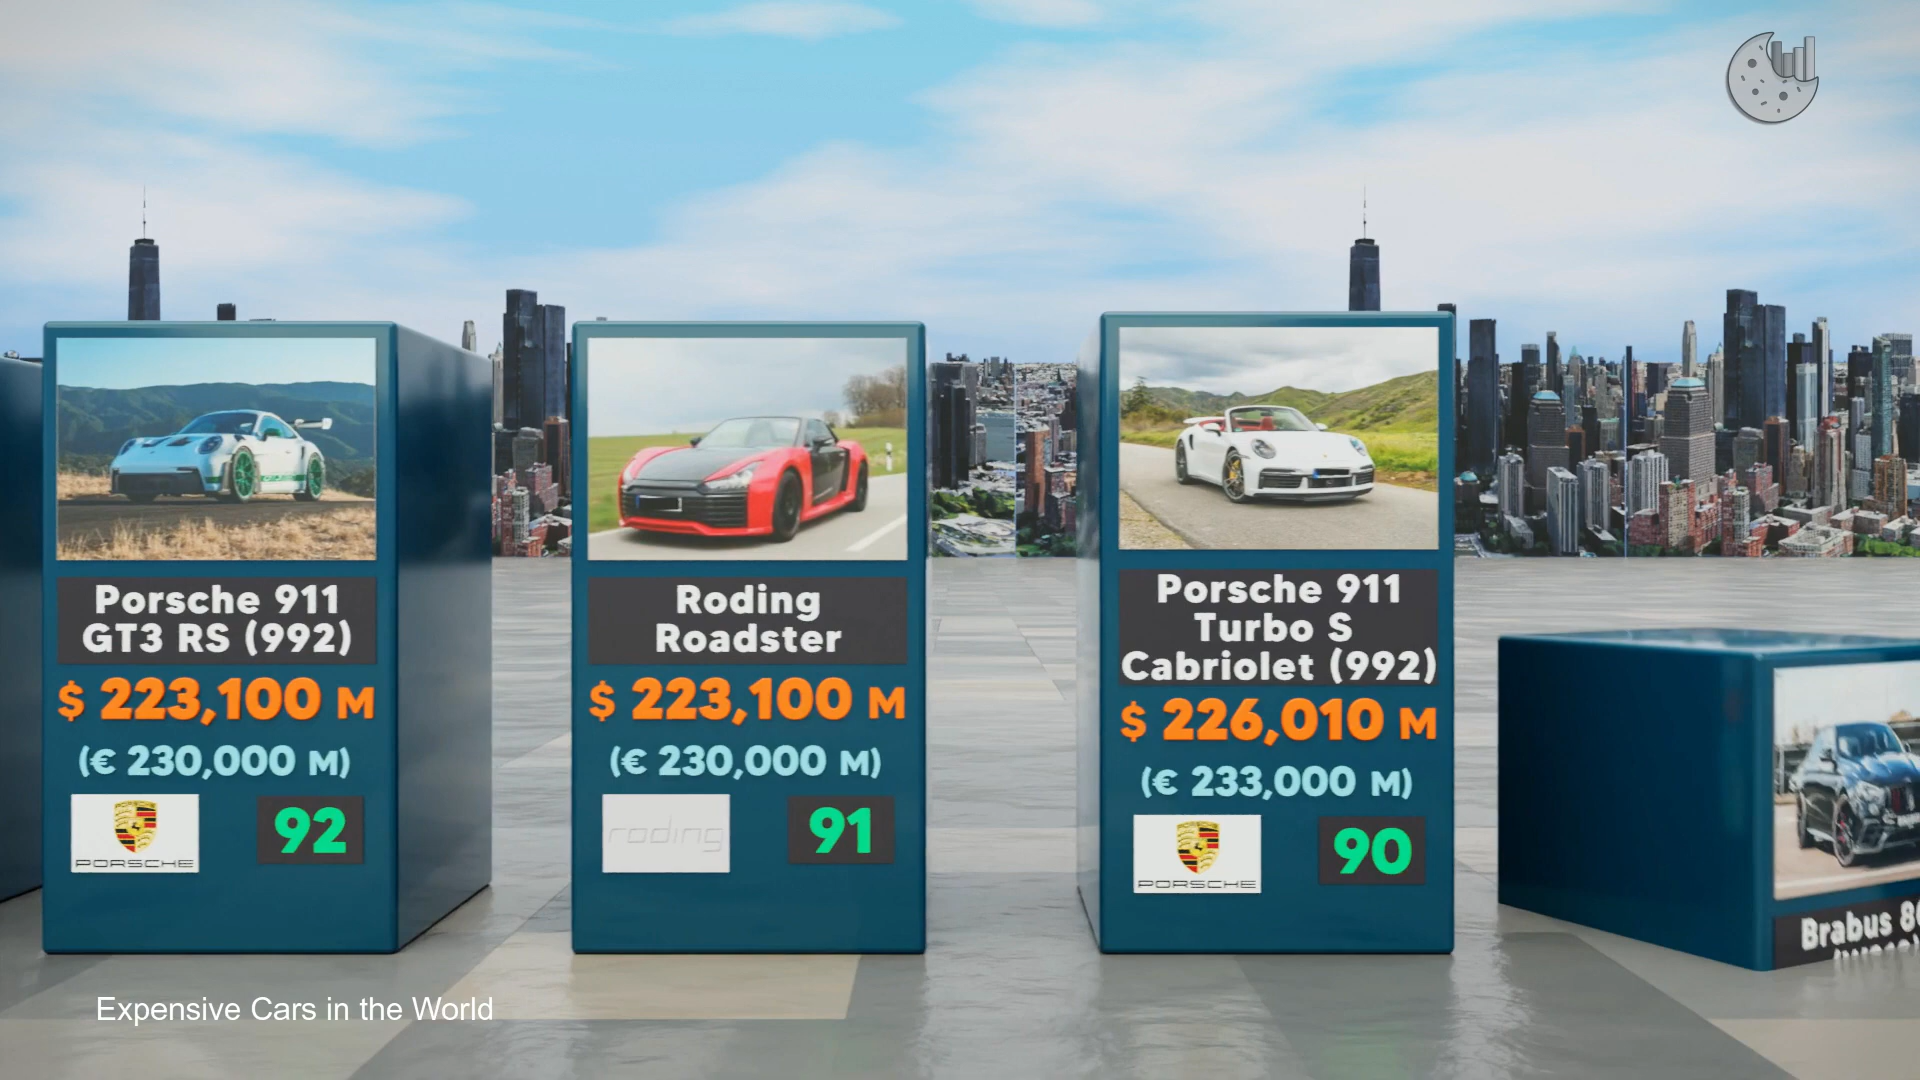 Porsche 911
GT3 RS (992)
$ 223,100 M
(€ 230,000 M)
PORSCHE
92
Roding
Roadster
$ 223,100 M
(€ 230,000 M)
roding
91
Porsche 911
Turbo S
Cabriolet (992)
$ 226,010 M
(€ 233,000 M)
PORSCHE
90
Brabus
Expensive Cars in the World